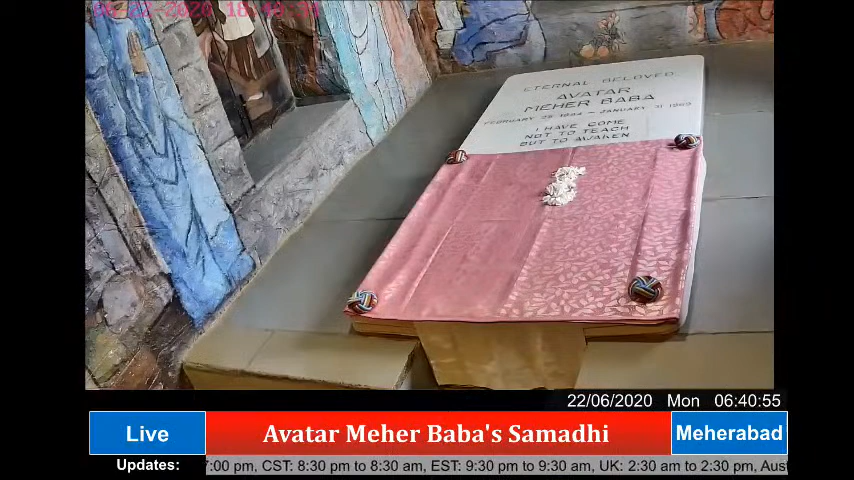 ETERNAL BELOVED
AVATAR
MEHER BABA
I HAVE COME
NOT TO TEACH
BUT TO AWAKEN
22/06/2020 Mon 06:40:55
Live
Avatar Meher Baba's Samadhi
Meherabad
Updates:
7:00 pm, CST: 8:30 pm to 8:30 am, EST: 9:30 pm to 9:30 am, UK: 2:30 am to 2:30 pm, Aust